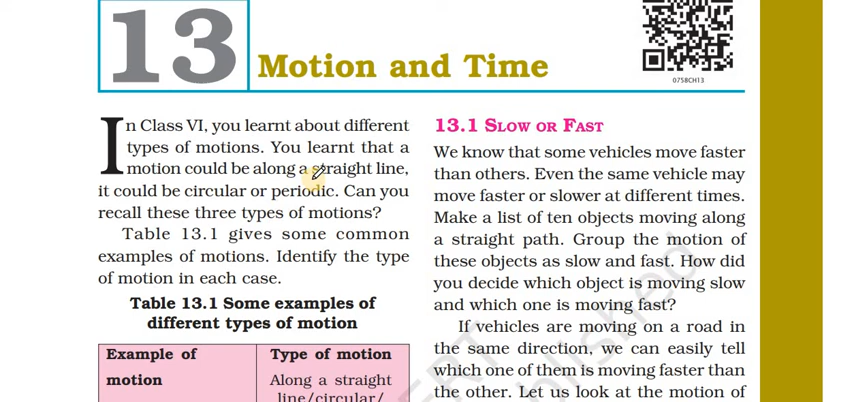 13
Motion and Time
0758CH13
In Class VI, you learnt about different
types of motions. You learnt that a
motion could be along a straight line,
it could be circular or periodic. Can you
recall these three types of motions?
Table 13.1 gives some common
examples of motions. Identify the type
of motion in each case.
Table 13.1 Some examples of
different types of motion
Example of
motion
Type of motion
Along a straight
line/circular/
13.1 SLOW OR FAST
We know that some vehicles move faster
than others. Even the same vehicle may
move faster or slower at different times.
Make a list of ten objects moving along
a straight path. Group the motion of
these objects as slow and fast. How did
you decide which object is moving slow
and which one is moving fast?
If vehicles are moving on a road in
the same direction, we can easily tell
which one of them is moving faster than
the other. Let us look at the motion of